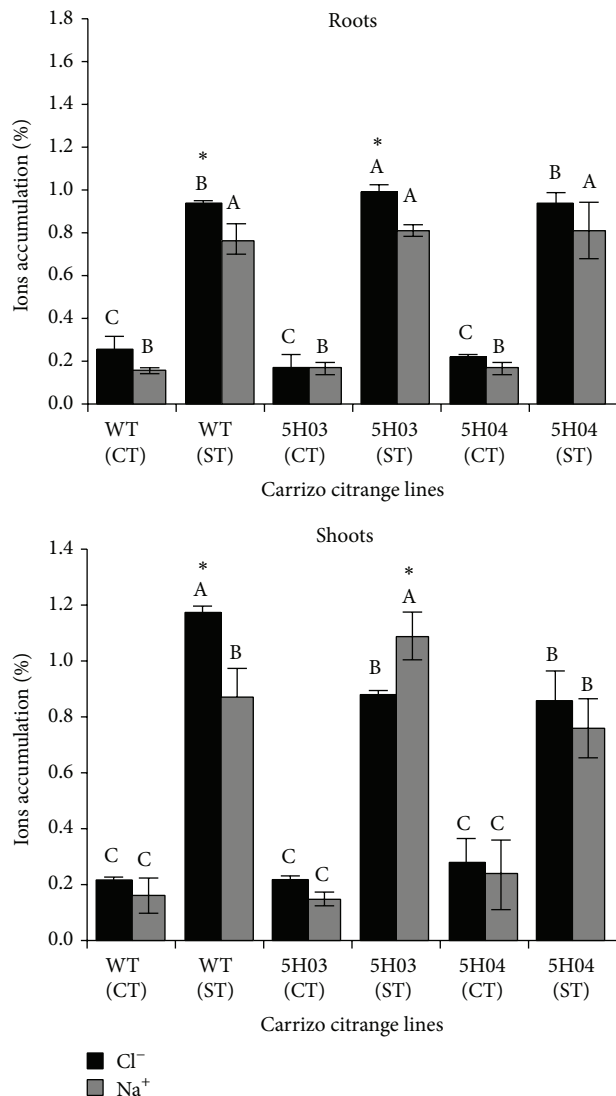 Roots
Ions accumulation (%)
1.8
1.6
1.4
1.2
1.0
0.8
0.6
0.4
0.2
0.0
* *
B A A A B A
C B C B C B
WT (CT)
WT (ST)
5H03 (CT)
5H03 (ST)
5H04 (CT)
5H04 (ST)
Carrizo citrange lines
Shoots
Ions accumulation (%)
1.4
1.2
1.0
0.8
0.6
0.4
0.2
0.0
* *
A B B A B B
C C C C C C
WT (CT)
WT (ST)
5H03 (CT)
5H03 (ST)
5H04 (CT)
5H04 (ST)
Carrizo citrange lines
Cl⁻
Na⁺